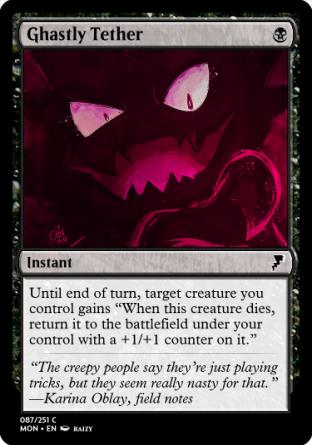 Ghastly Tether
Instant
Until end of turn, target creature you
control gains “When this creature dies,
return it to the battlefield under your
control with a +1/+1 counter on it.”
“The creepy people say they’re just playing
tricks, but they seem really nasty for that.”
—Karina Oblay, field notes
087/251 C
MON • EN RAIZY